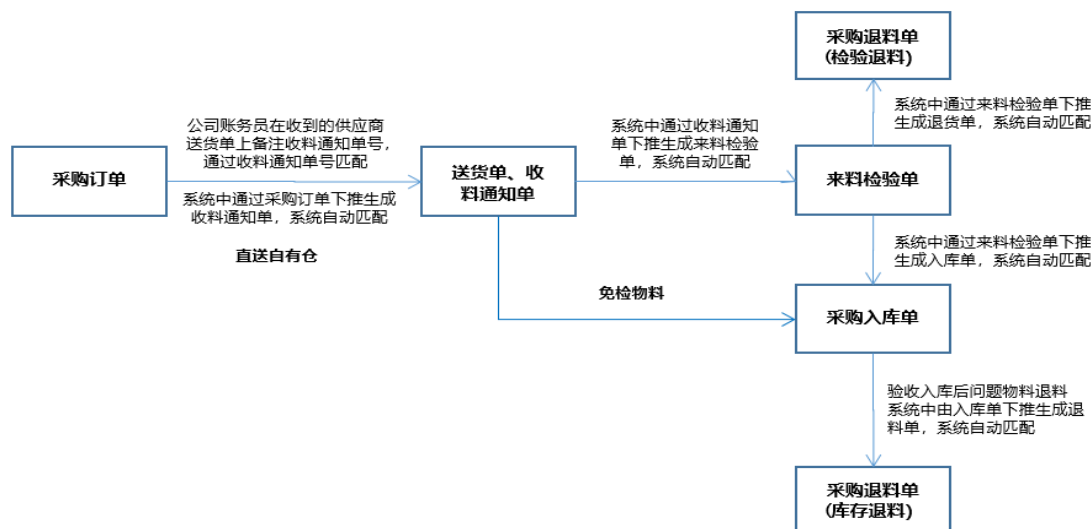 采购退料单
(检验退料)
公司账务员在收到的供应商
送货单上备注收料通知单号,
通过收料通知单号匹配
系统中通过收料通知
单下推生成来料检验
单，系统自动匹配
系统中通过来料检验单下推
生成退货单，系统自动匹配
采购订单
送货单、收
料通知单
来料检验单
系统中通过采购订单下推生成
收料通知单，系统自动匹配
直送自有仓
系统中通过来料检验单下推
生成入库单，系统自动匹配
免检物料
采购入库单
验收入库后问题物料退料
系统中由入库单下推生成退
料单，系统自动匹配
采购退料单
(库存退料)